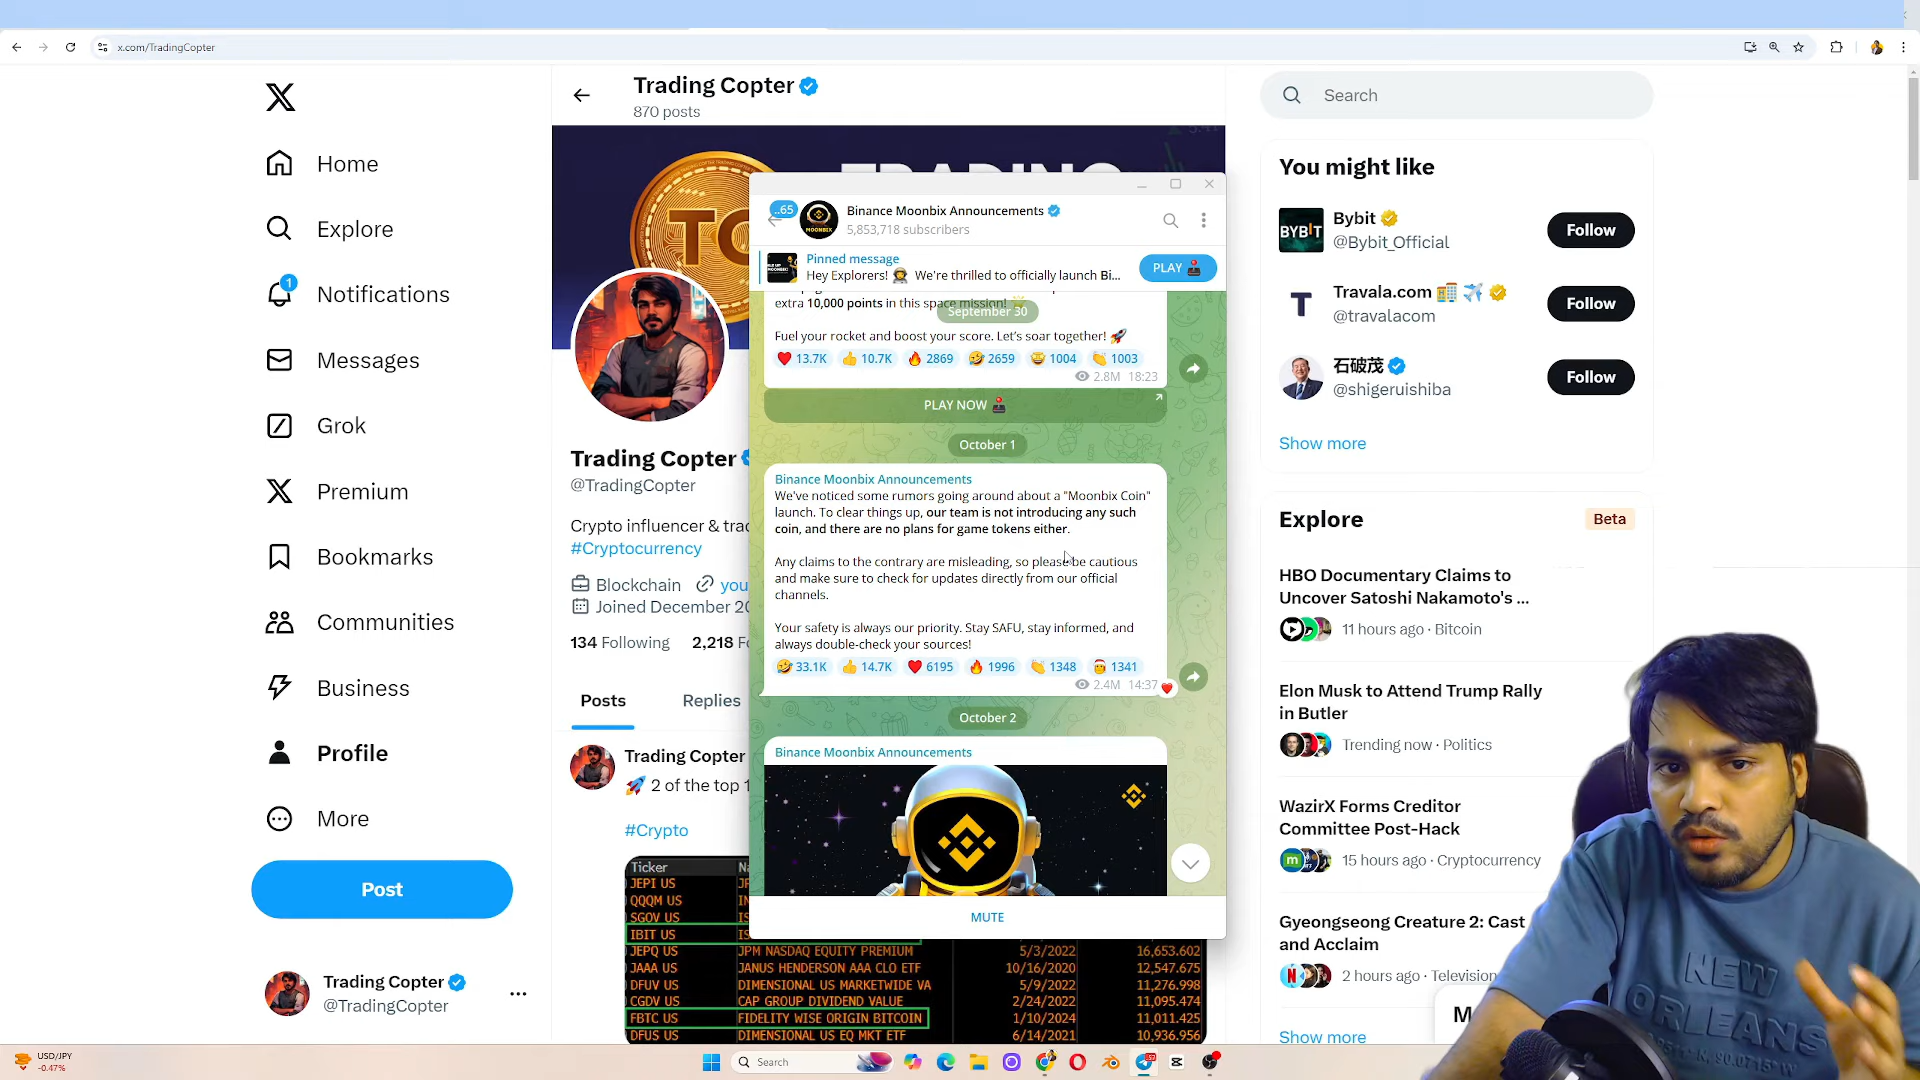 x.com/TradingCopter
Home
Explore
1
Notifications
Messages
Grok
Premium
Bookmarks
Communities
Business
Profile
More
Post
Trading Copter
@TradingCopter
Trading Copter
870 posts
TC
TRADING
Trading Copter
@TradingCopter
Crypto influencer & trad
#Cryptocurrency
Blockchain
you
Joined December 20
134 Following 2,218
Posts Replies
Trading Copter
2 of the top 1
#Crypto
Ticker
JEPI US
QQQM US
SGOV US
IBIT US
JEPQ US JPM NASDAQ EQUITY PREMIUM 5/3/2022 16,653.602
JAAA US JANUS HENDERSON AAA CLO ETF 10/16/2020 12,547.675
DFUV US DIMENSIONAL US MARKETWIDE VA 5/9/2022 11,276.998
CGDV US CAP GROUP DIVIDEND VALUE 2/24/2022 11,095.474
FBTC US FIDELITY WISE ORIGIN BITCOIN 1/10/2024 11,011.425
DFUS US DIMENSIONAL US EQ MKT ETF 6/14/2021 10,936.956
..65
MOONBIX
Binance Moonbix Announcements
5,853,718 subscribers
Pinned message
Hey Explorers! We're thrilled to officially launch Bi...
PLAY
extra 10,000 points in this space mission!
September 30
Fuel your rocket and boost your score. Let's soar together! 🚀
❤️ 13.7K 👍 10.7K 🔥 2869 🤣 2659 🤩 1004 👏 1003
2.8M 18:23
PLAY NOW 🕹️
October 1
Binance Moonbix Announcements
We've noticed some rumors going around about a "Moonbix Coin"
launch. To clear things up, our team is not introducing any such
coin, and there are no plans for game tokens either.
Any claims to the contrary are misleading, so please be cautious
and make sure to check for updates directly from our official
channels.
Your safety is always our priority. Stay SAFU, stay informed, and
always double-check your sources!
🤣 33.1K 👍 14.7K ❤️ 6195 🔥 1996 👏 1348 🎅 1341
2.4M 14:37
October 2
Binance Moonbix Announcements
MUTE
Search
You might like
BYBIT
Bybit
@Bybit_Official
Follow
Travala.com
@travalacom
Follow
石破茂
@shigeruishiba
Follow
Show more
Explore
Beta
HBO Documentary Claims to
Uncover Satoshi Nakamoto's ...
11 hours ago · Bitcoin
Elon Musk to Attend Trump Rally
in Butler
Trending now · Politics
WazirX Forms Creditor
Committee Post-Hack
15 hours ago · Cryptocurrency
Gyeongseong Creature 2: Cast
and Acclaim
2 hours ago · Television
Show more
NEW
ORLEANS
USD/JPY
-0.47%
Search